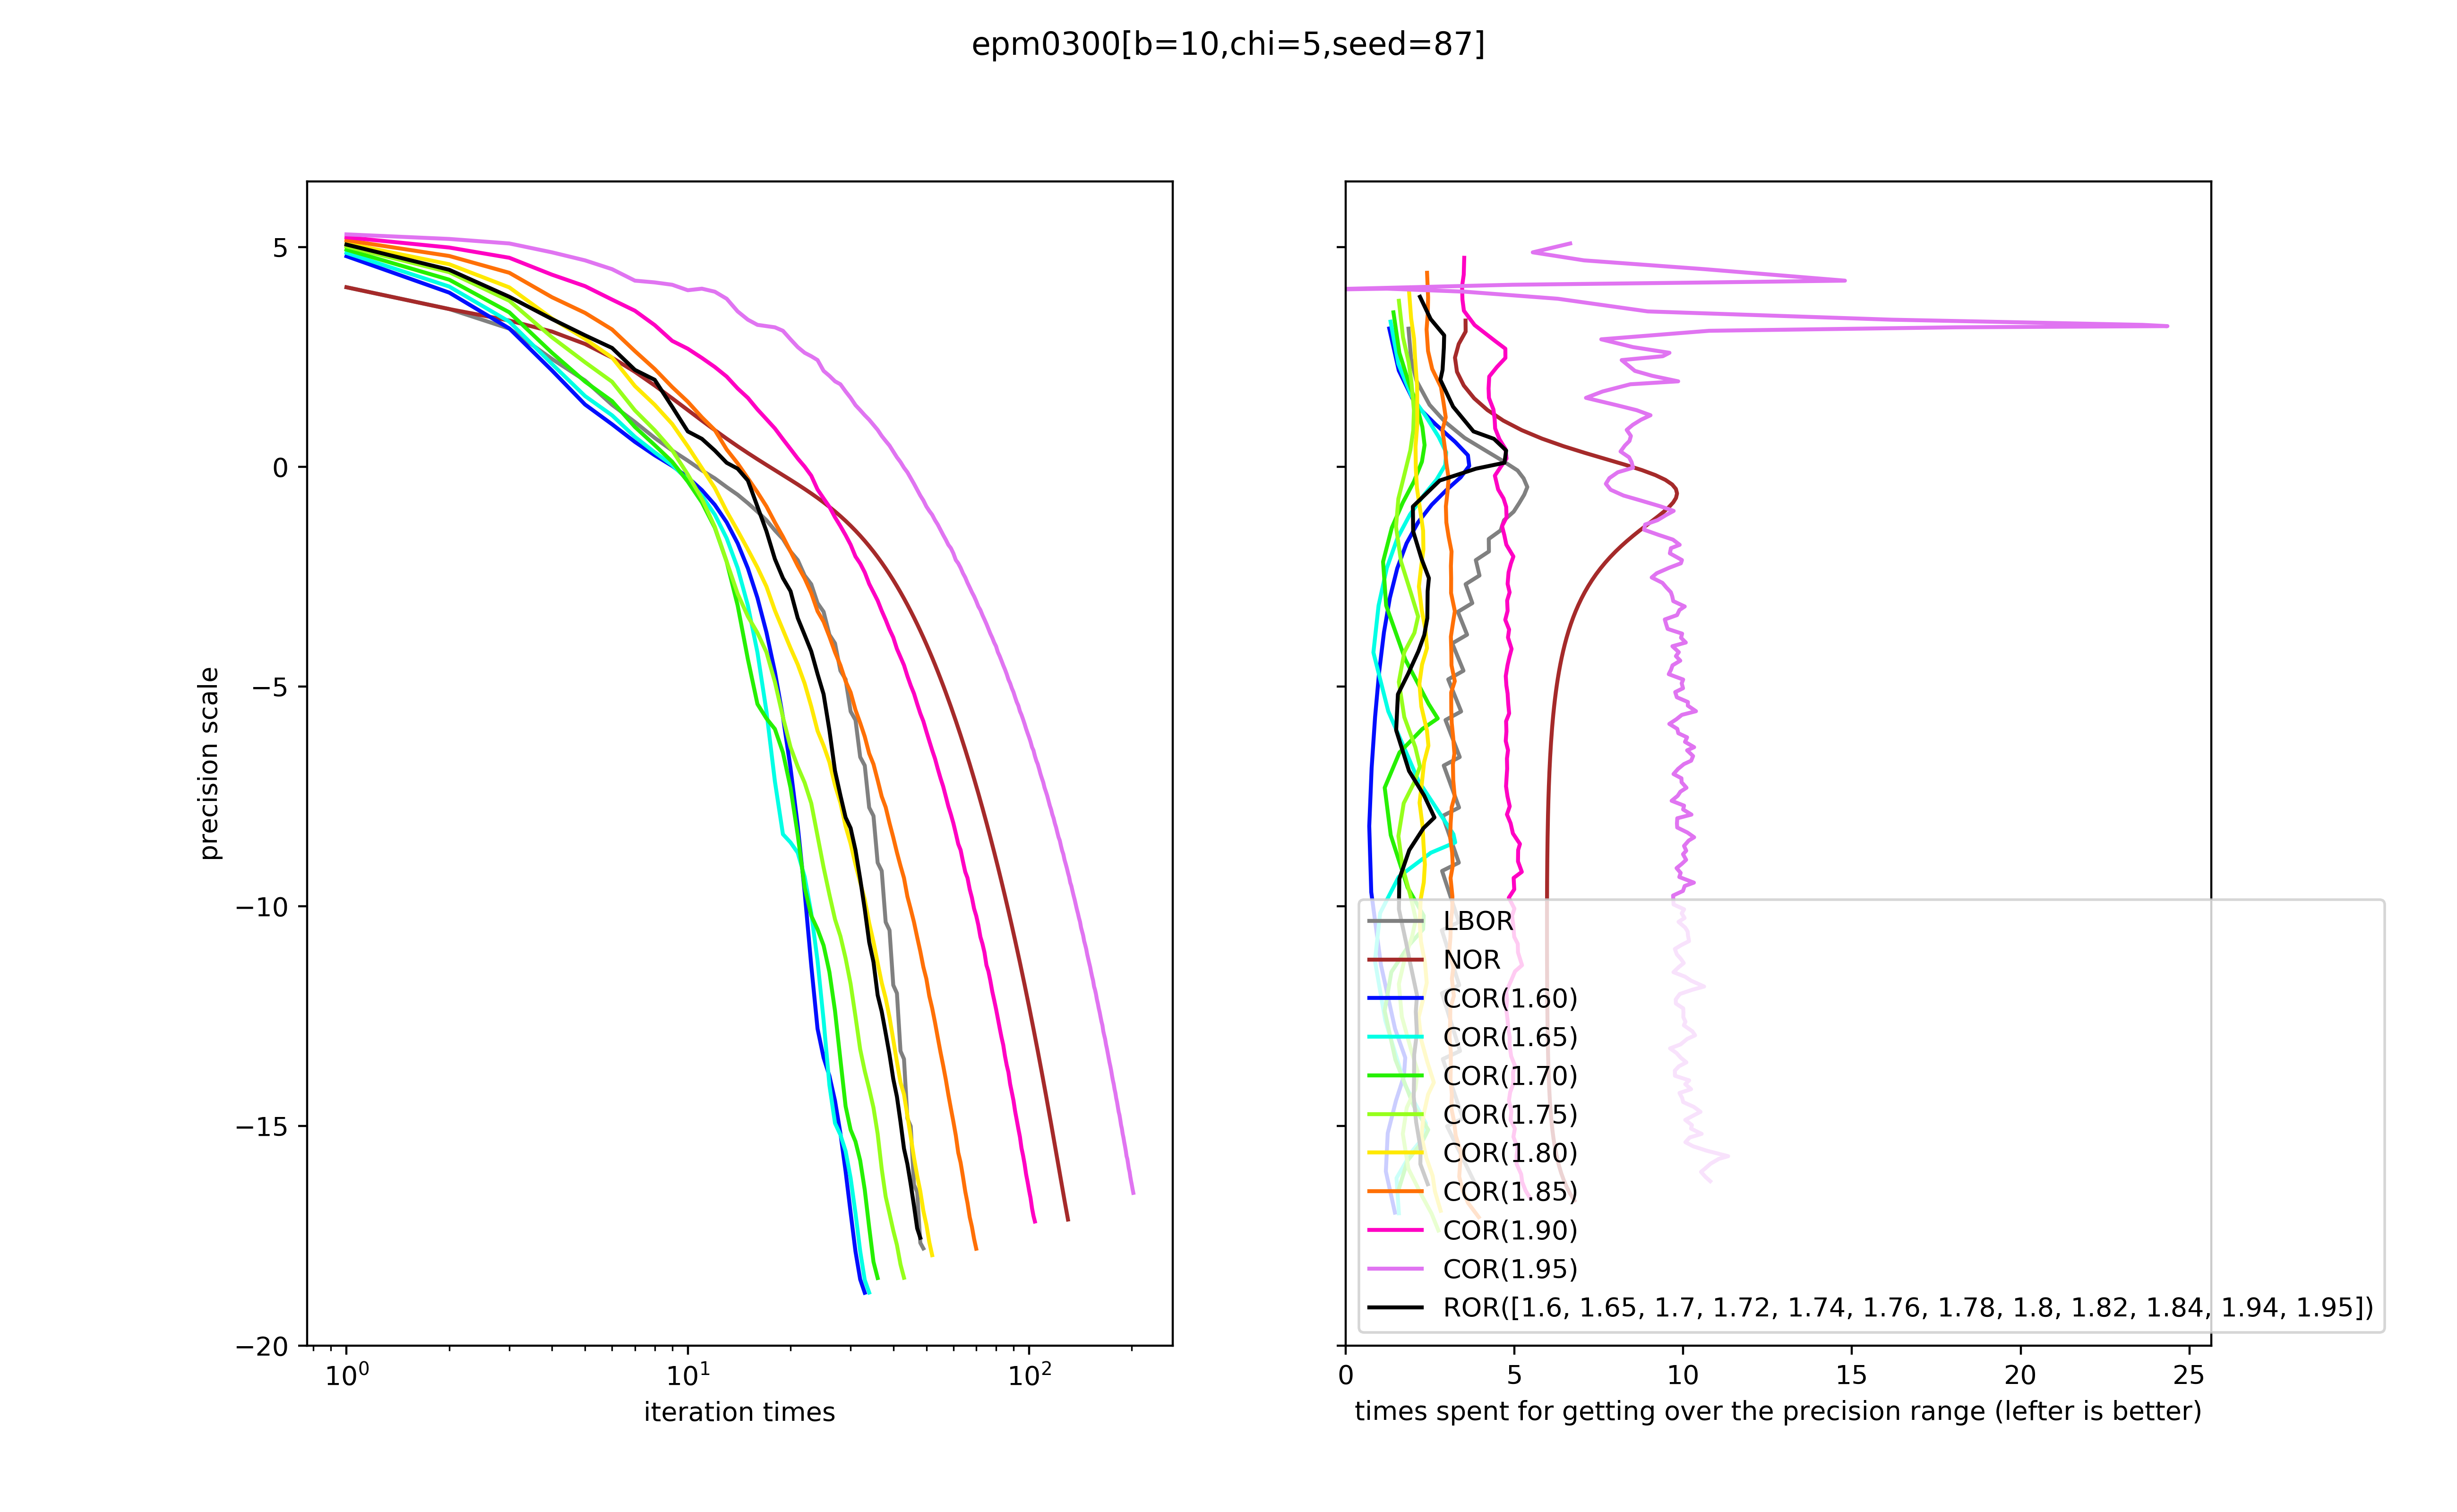 epm0300[b=10,chi=5,seed=87]
precision scale
5
0
−5
−10
−15
−20
10⁰
10¹
10²
iteration times
LBOR
NOR
COR(1.60)
COR(1.65)
COR(1.70)
COR(1.75)
COR(1.80)
COR(1.85)
COR(1.90)
COR(1.95)
ROR([1.6, 1.65, 1.7, 1.72, 1.74, 1.76, 1.78, 1.8, 1.82, 1.84, 1.94, 1.95])
0
5
10
15
20
25
times spent for getting over the precision range (lefter is better)